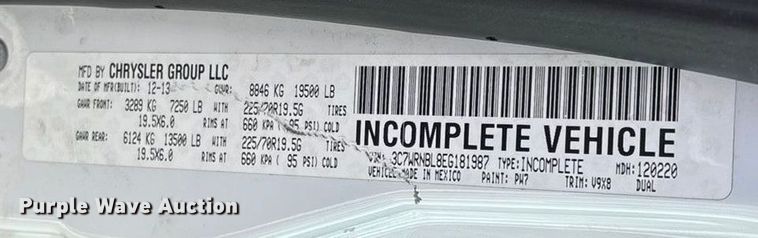 MFD BY CHRYSLER GROUP LLC
DATE OF MFR(BUILT): 12-13 GVWR: 8846 KG 19500 LB
GAWR FRONT: 3289 KG 7250 LB WITH 225/70R19.5G TIRES
19.5X6.0 RIMS AT 660 KPA ( 95 PSI) COLD
GAWR REAR: 6124 KG 13500 LB WITH 225/70R19.5G TIRES
19.5X6.0 RIMS AT 660 KPA ( 95 PSI) COLD
INCOMPLETE VEHICLE
VIN: 3C7WRNBL8EG181987 TYPE: INCOMPLETE MDH: 120220
VEHICLE MADE IN MEXICO PAINT: PW7 TRIM: V9X8 DUAL
Purple Wave Auction